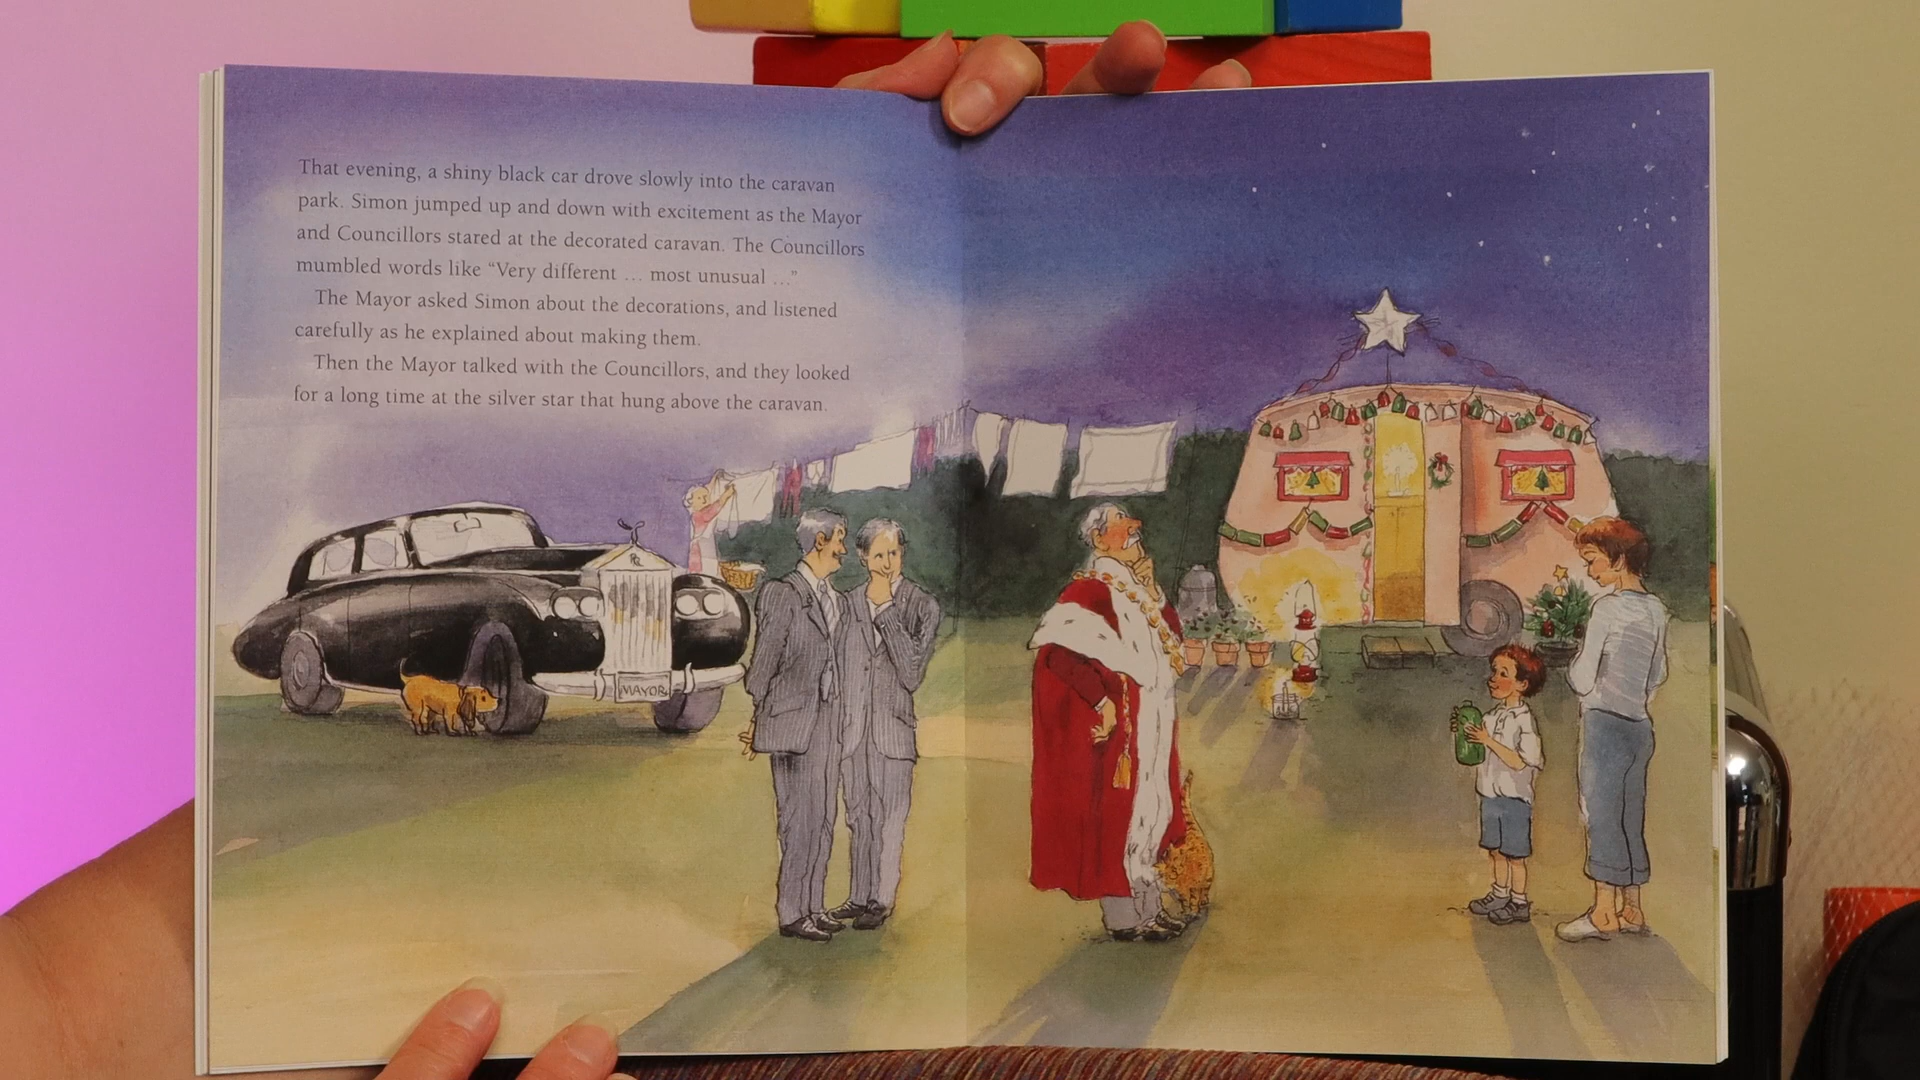 That evening, a shiny black car drove slowly into the caravan
park. Simon jumped up and down with excitement as the Mayor
and Councillors stared at the decorated caravan. The Councillors
mumbled words like “Very different ... most unusual ...”
The Mayor asked Simon about the decorations, and listened
carefully as he explained about making them.
Then the Mayor talked with the Councillors, and they looked
for a long time at the silver star that hung above the caravan.
RR
MAYOR